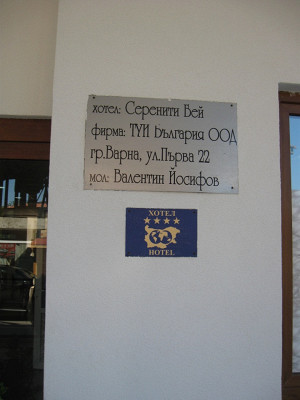 хотел: Серенити Бей
фирма: ТУИ България ООД
гр.Варна, ул.Първа 22
мол: Валентин Йосифов
ХОТЕЛ
★★★★
HOTEL